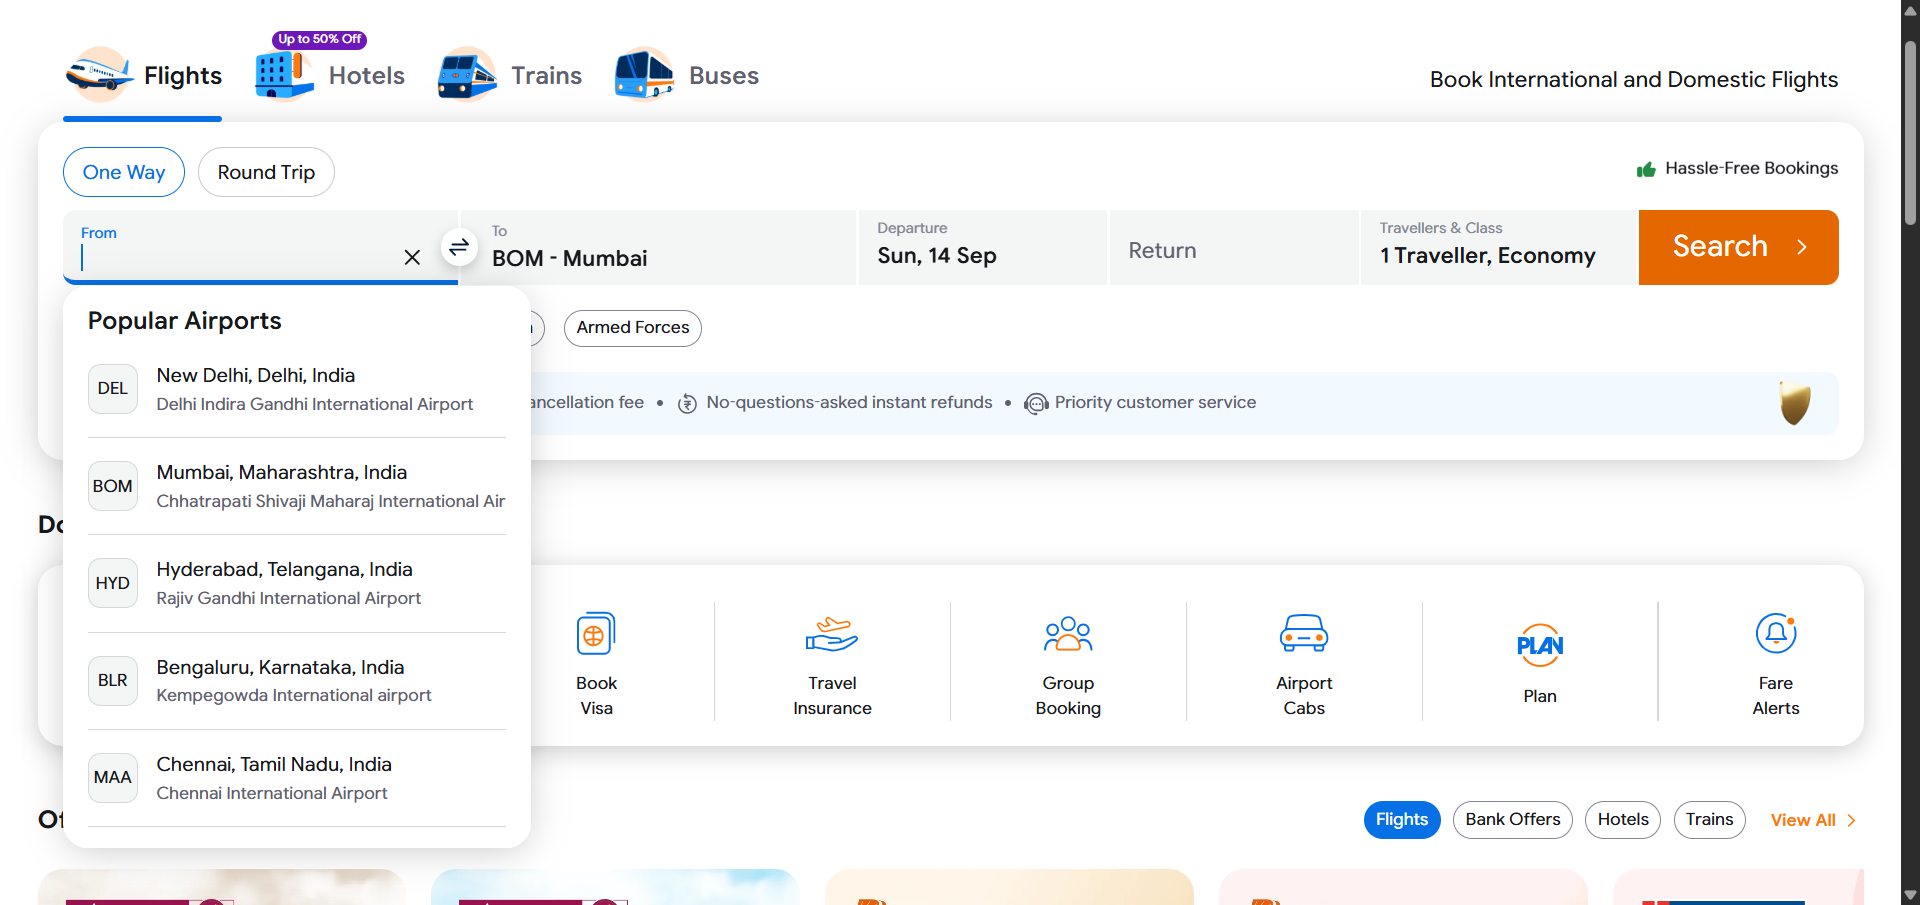 Up to 50% Off
Flights
Hotels
Trains
Buses
Book International and Domestic Flights
One Way
Round Trip
Hassle-Free Bookings
From
To
BOM - Mumbai
Departure
Sun, 14 Sep
Return
Travellers & Class
1 Traveller, Economy
Search
Popular Airports
Armed Forces
DEL
New Delhi, Delhi, India
Delhi Indira Gandhi International Airport
ancellation fee • No-questions-asked instant refunds • Priority customer service
BOM
Mumbai, Maharashtra, India
Chhatrapati Shivaji Maharaj International Air
HYD
Hyderabad, Telangana, India
Rajiv Gandhi International Airport
BLR
Bengaluru, Karnataka, India
Kempegowda International airport
MAA
Chennai, Tamil Nadu, India
Chennai International Airport
Book
Visa
Travel
Insurance
Group
Booking
Airport
Cabs
PLAN
Plan
Fare
Alerts
Flights
Bank Offers
Hotels
Trains
View All